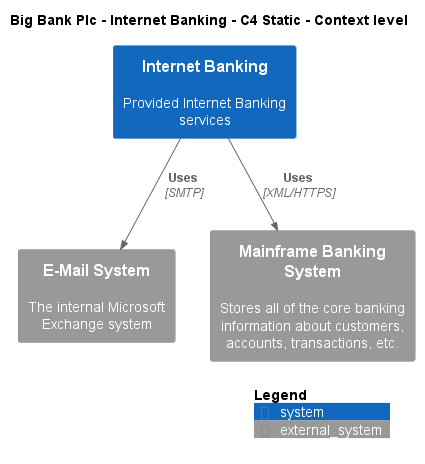 Big Bank Plc - Internet Banking - C4 Static - Context level
Internet Banking
Provided Internet Banking
services
Uses
[SMTP]
Uses
[XML/HTTPS]
E-Mail System
The internal Microsoft
Exchange system
Mainframe Banking
System
Stores all of the core banking
information about customers,
accounts, transactions, etc.
Legend
system
external_system